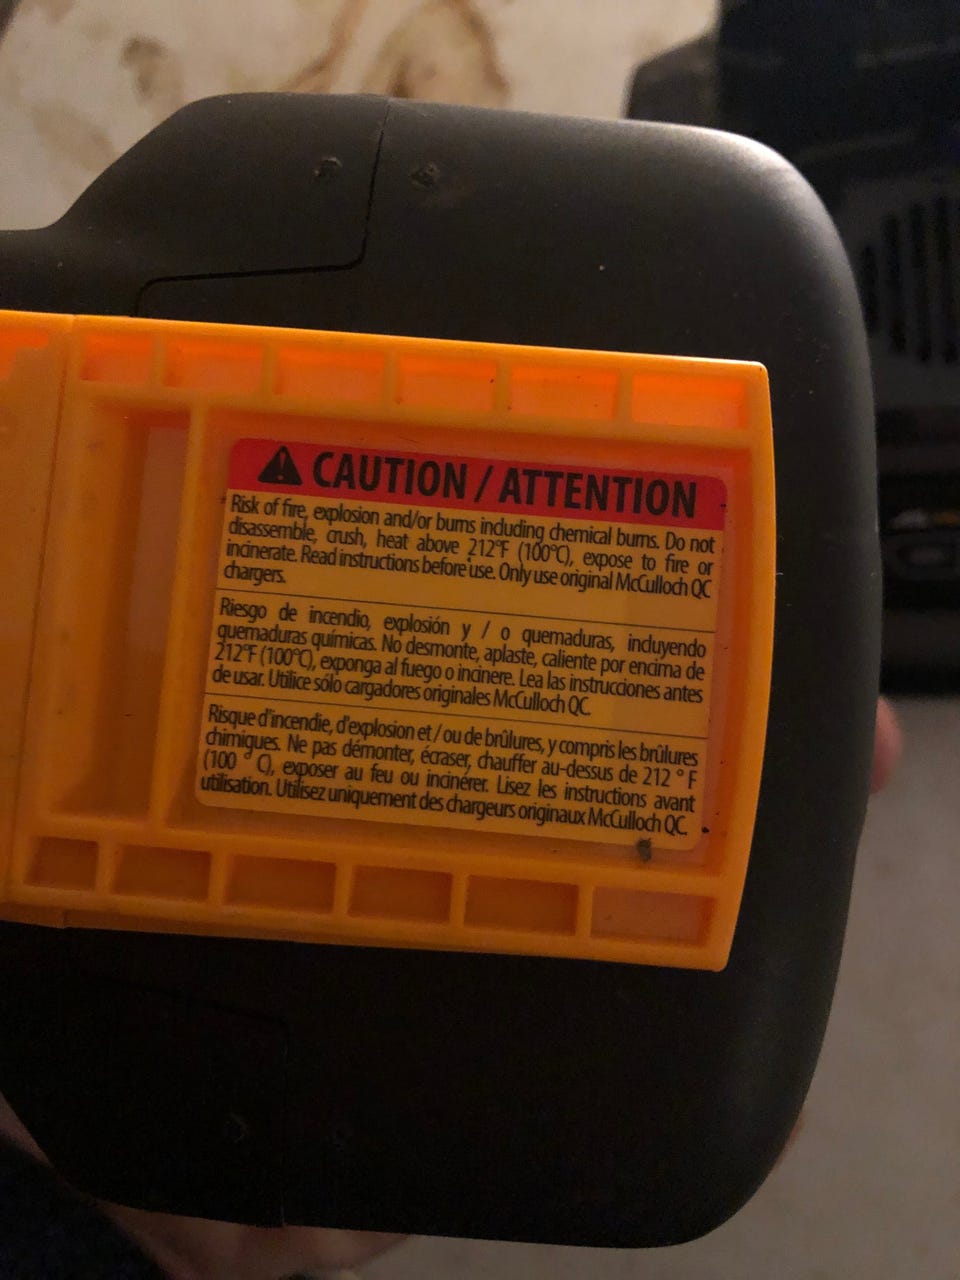 CAUTION / ATTENTION
Risk of fire, explosion and/or burns including chemical burns. Do not
disassemble, crush, heat above 212°F (100°C), expose to fire or
incinerate. Read instructions before use. Only use original McCulloch QC
chargers.
Riesgo de incendio, explosión y / o quemaduras, incluyendo
quemaduras químicas. No desmonte, aplaste, caliente por encima de
212°F (100°C), exponga al fuego o incinere. Lea las instrucciones antes
de usar. Utilice sólo cargadores originales McCulloch QC.
Risque d'incendie, d'explosion et / ou de brûlures, y compris les brûlures
chimiques. Ne pas démonter, écraser, chauffer au-dessus de 212 ° F
(100 ° C), exposer au feu ou incinérer. Lisez les instructions avant
utilisation. Utilisez uniquement des chargeurs originaux McCulloch QC.